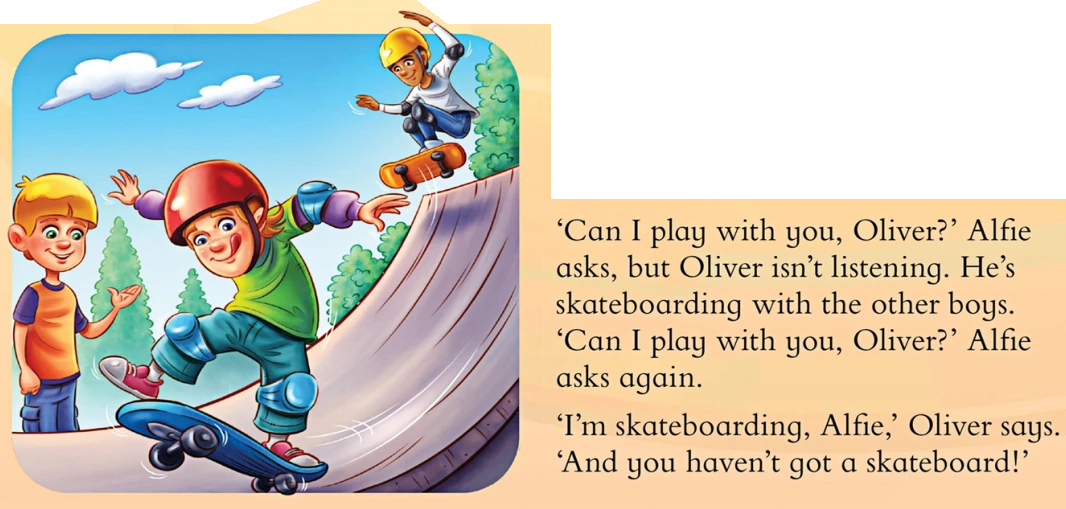 ‘Can I play with you, Oliver?’ Alfie
asks, but Oliver isn’t listening. He’s
skateboarding with the other boys.
‘Can I play with you, Oliver?’ Alfie
asks again.
‘I’m skateboarding, Alfie,’ Oliver says.
‘And you haven’t got a skateboard!’